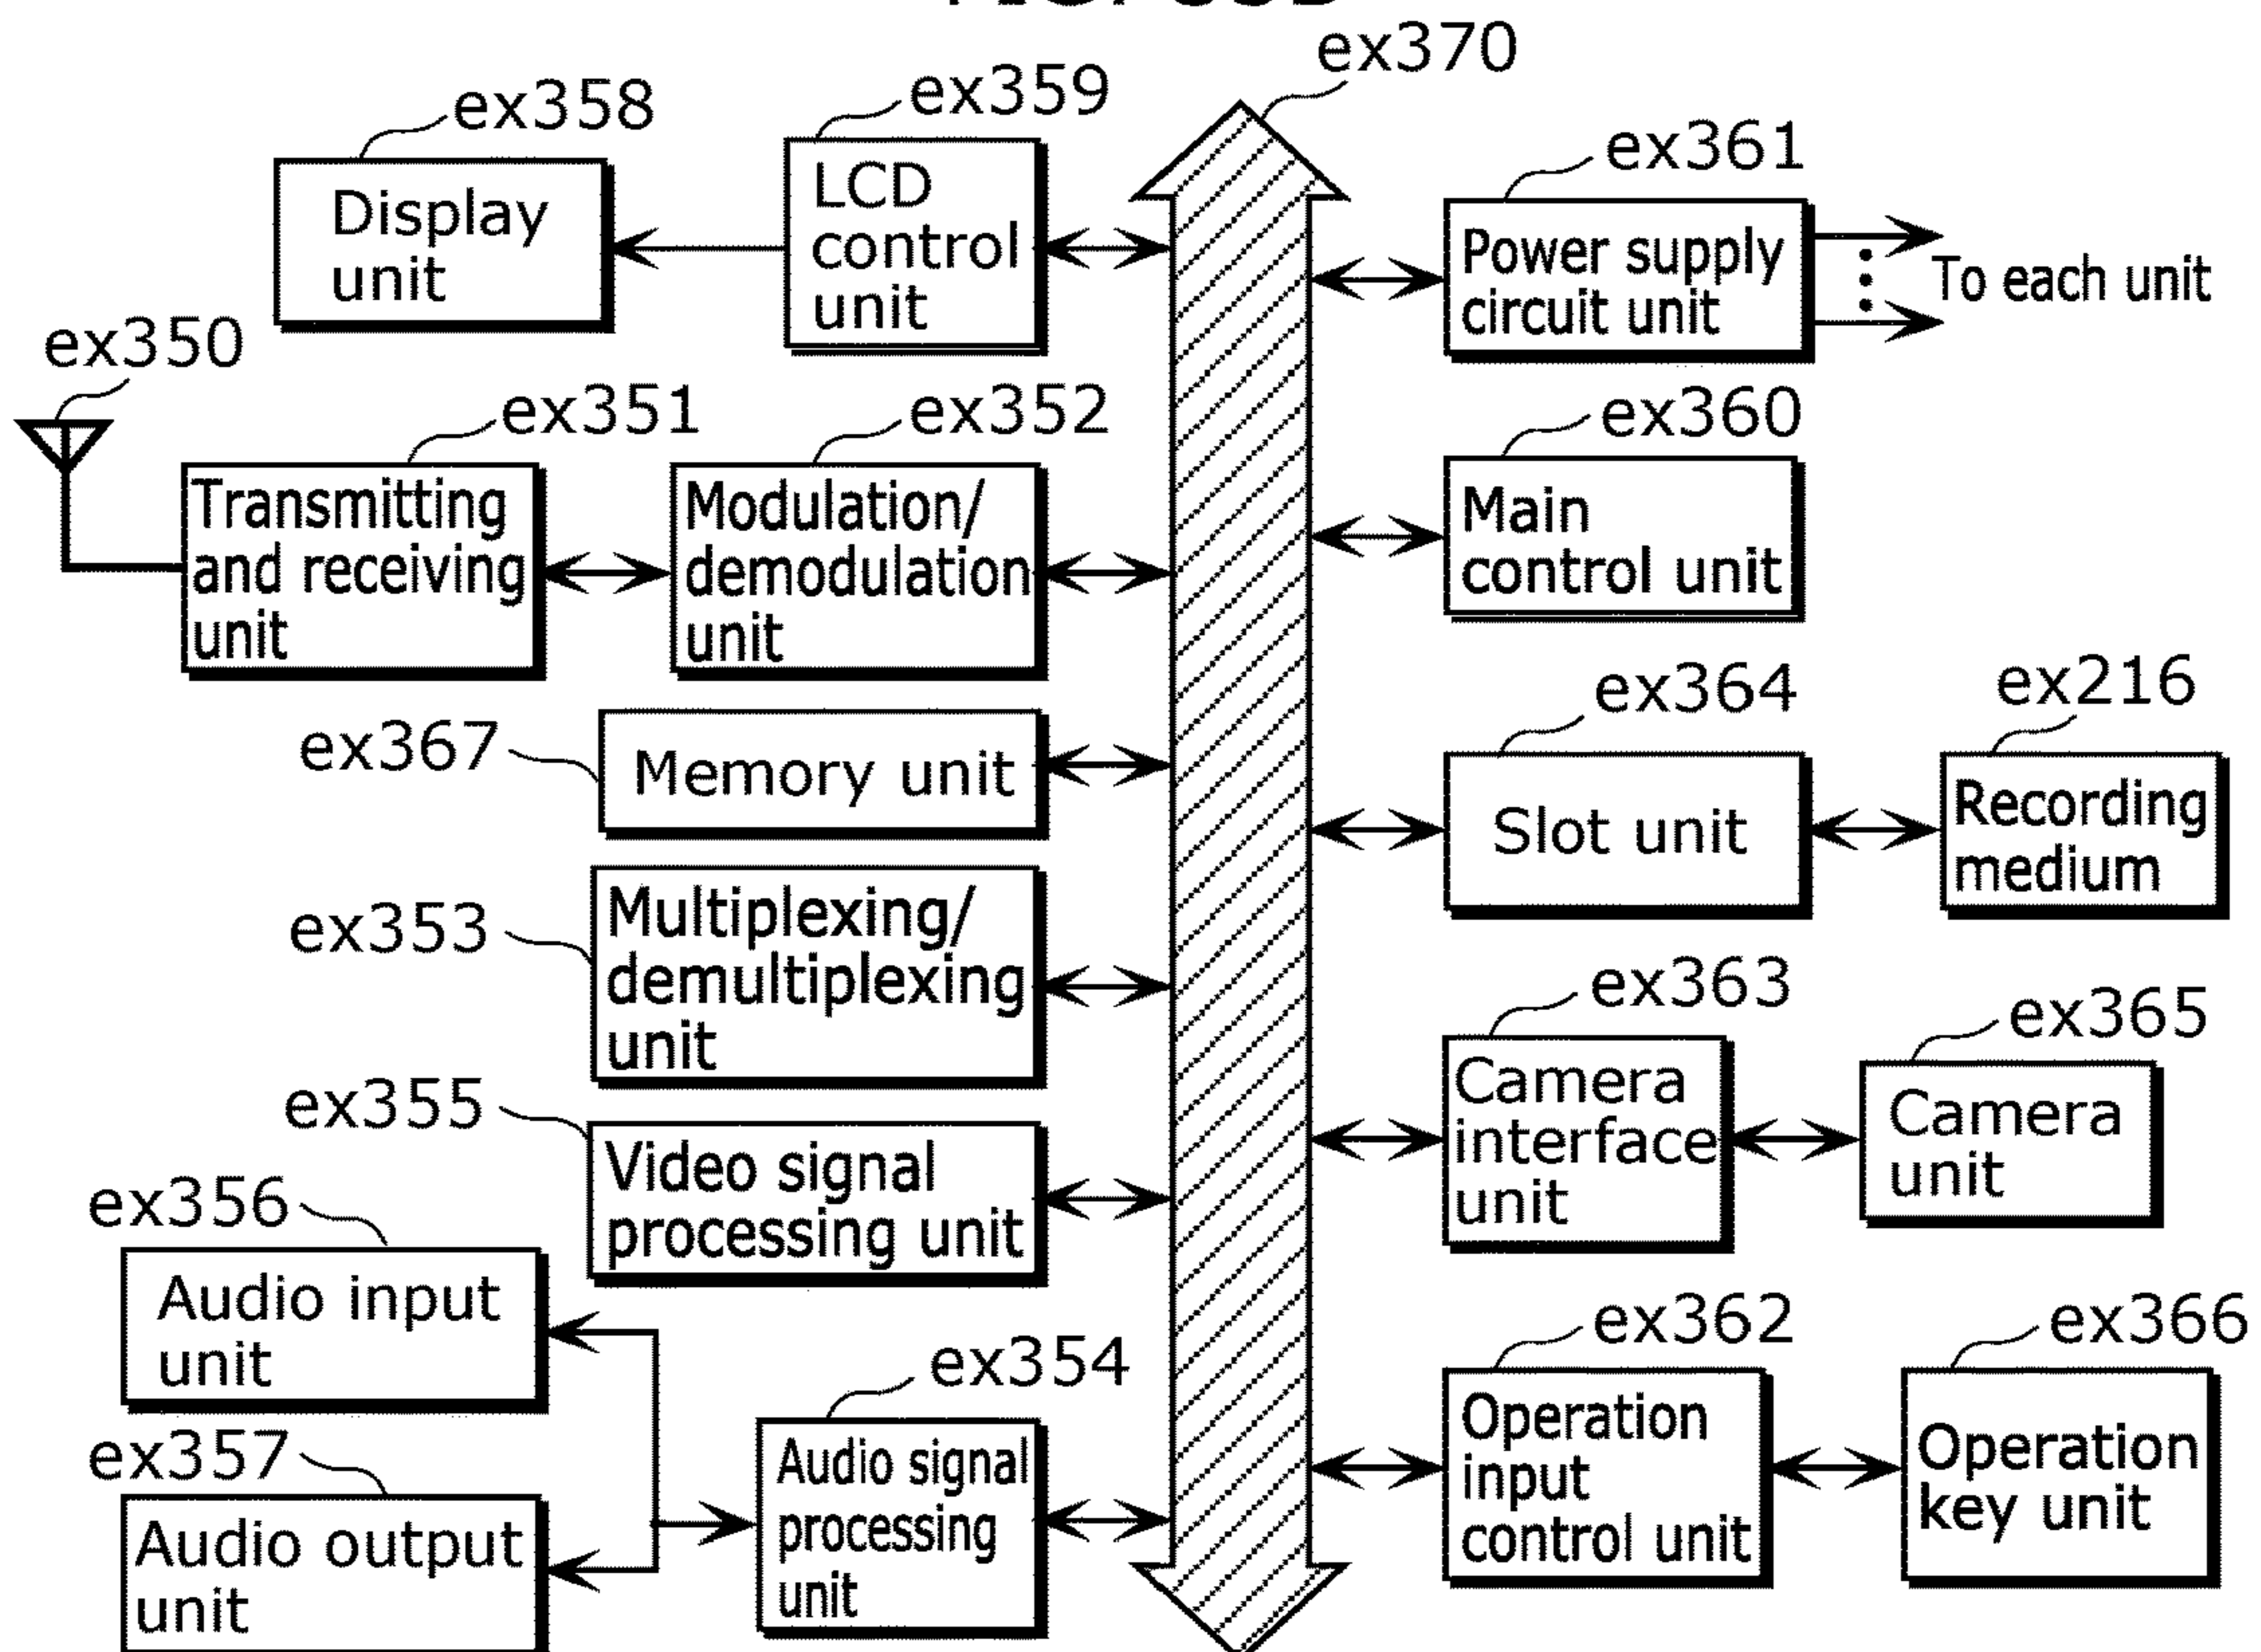 ex370
ex358
ex359
ex361
Display
unit
LCD
control
unit
Power supply
circuit unit
To each unit
ex350
ex351
ex352
ex360
Transmitting
and receiving
unit
Modulation/
demodulation
unit
Main
control unit
ex367
Memory unit
ex364
ex216
Slot unit
Recording
medium
ex353
Multiplexing/
demultiplexing
unit
ex363
ex365
Camera
interface
unit
Camera
unit
ex355
Video signal
processing unit
ex356
Audio input
unit
ex354
ex362
ex366
ex357
Audio output
unit
Audio signal
processing
unit
Operation
input
control unit
Operation
key unit